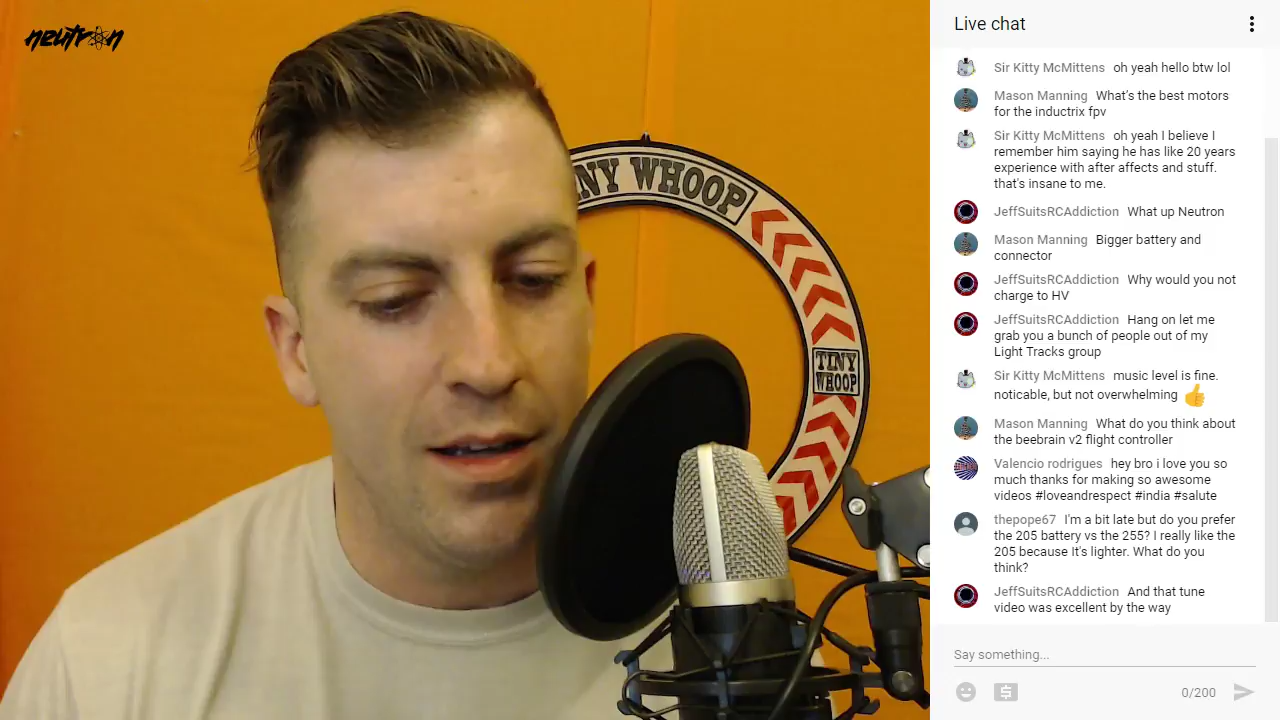 neutron
NY WHOOP
TINY
WHOOP
Live chat
Sir Kitty McMittens oh yeah hello btw lol
Mason Manning What's the best motors
for the inductrix fpv
Sir Kitty McMittens oh yeah I believe I
remember him saying he has like 20 years
experience with after affects and stuff.
that's insane to me.
JeffSuitsRCAddiction What up Neutron
Mason Manning Bigger battery and
connector
JeffSuitsRCAddiction Why would you not
charge to HV
JeffSuitsRCAddiction Hang on let me
grab you a bunch of people out of my
Light Tracks group
Sir Kitty McMittens music level is fine.
noticable, but not overwhelming
Mason Manning What do you think about
the beebrain v2 flight controller
Valencio rodrigues hey bro i love you so
much thanks for making so awesome
videos #loveandrespect #india #salute
thepope67 I'm a bit late but do you prefer
the 205 battery vs the 255? I really like the
205 because It's lighter. What do you
think?
JeffSuitsRCAddiction And that tune
video was excellent by the way
Say something...
0/200